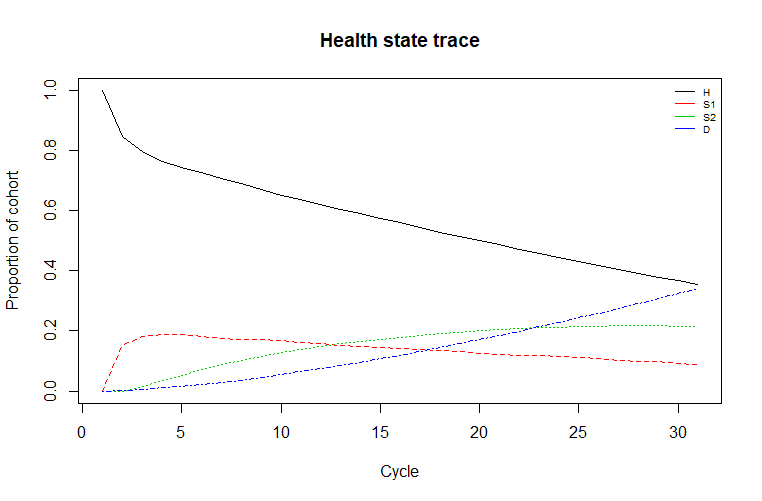 Health state trace
H
S1
S2
D
Proportion of cohort
1.0
0.8
0.6
0.4
0.2
0.0
0 5 10 15 20 25 30
Cycle